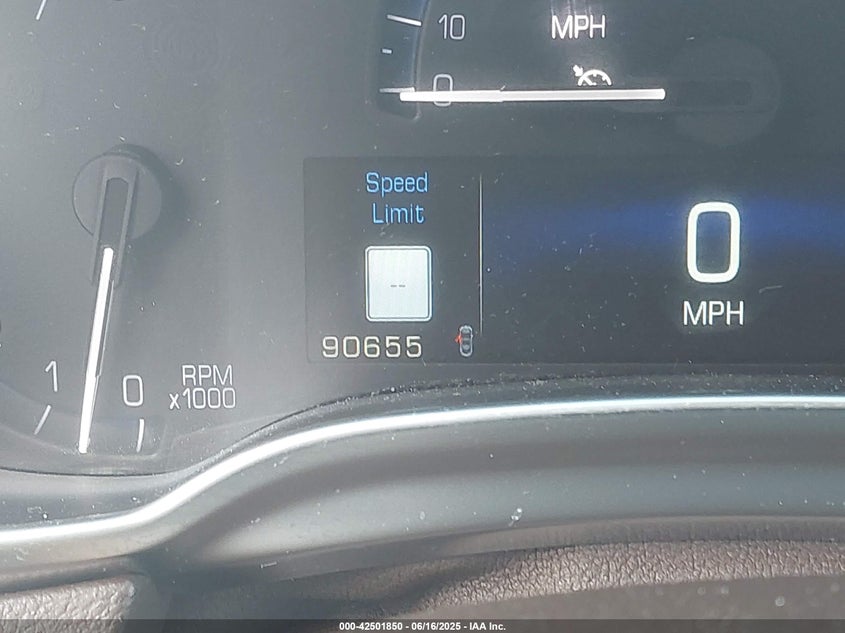 10
MPH
0
Speed
Limit
--
0
MPH
90655
1
0
RPM
x1000
000-42501850 - 06/16/2025 - IAA Inc.